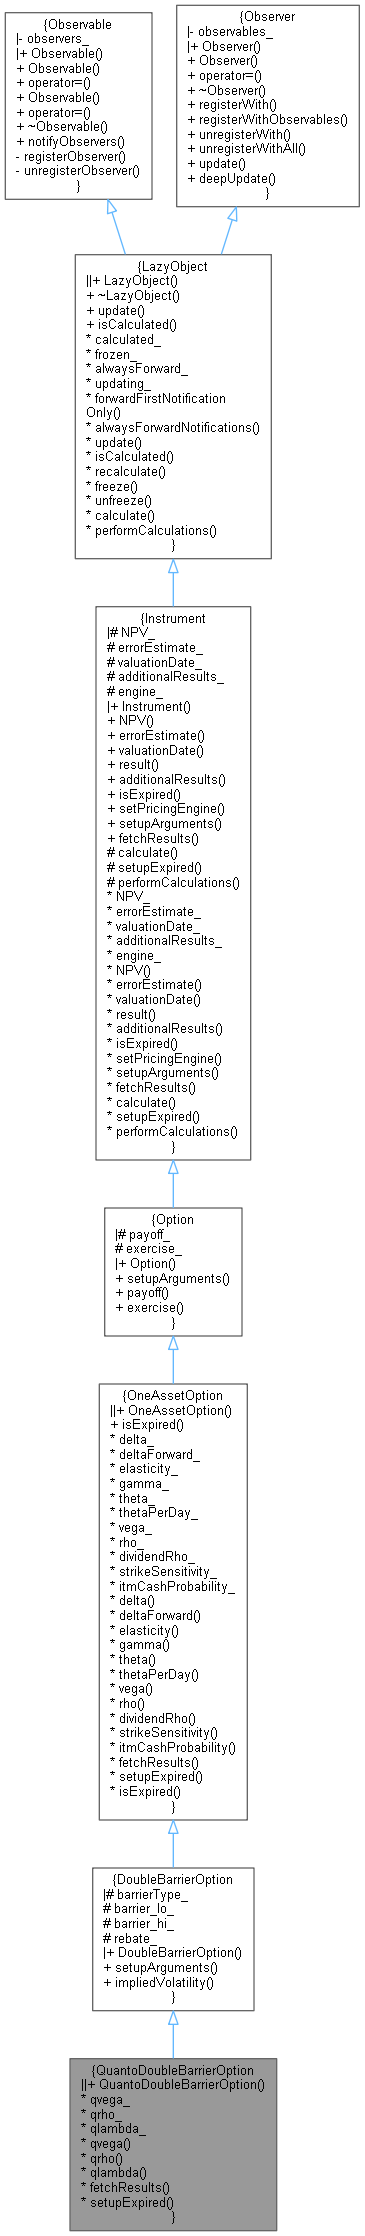 {Observable
|- observers_
|+ Observable()
+ Observable()
+ operator=()
+ Observable()
+ operator=()
+ ~Observable()
+ notifyObservers()
- registerObserver()
- unregisterObserver()
}
{Observer
|- observables_
|+ Observer()
+ Observer()
+ operator=()
+ ~Observer()
+ registerWith()
+ registerWithObservables()
+ unregisterWith()
+ unregisterWithAll()
+ update()
+ deepUpdate()
}
{LazyObject
||+ LazyObject()
+ ~LazyObject()
+ update()
+ isCalculated()
* calculated_
* frozen_
* alwaysForward_
* updating_
* forwardFirstNotification
Only()
* alwaysForwardNotifications()
* update()
* isCalculated()
* recalculate()
* freeze()
* unfreeze()
* calculate()
* performCalculations()
}
{Instrument
|# NPV_
# errorEstimate_
# valuationDate_
# additionalResults_
# engine_
|+ Instrument()
+ NPV()
+ errorEstimate()
+ valuationDate()
+ result()
+ additionalResults()
+ isExpired()
+ setPricingEngine()
+ setupArguments()
+ fetchResults()
# calculate()
# setupExpired()
# performCalculations()
* NPV_
* errorEstimate_
* valuationDate_
* additionalResults_
* engine_
* NPV()
* errorEstimate()
* valuationDate()
* result()
* additionalResults()
* isExpired()
* setPricingEngine()
* setupArguments()
* fetchResults()
* calculate()
* setupExpired()
* performCalculations()
}
{Option
|# payoff_
# exercise_
|+ Option()
+ setupArguments()
+ payoff()
+ exercise()
}
{OneAssetOption
||+ OneAssetOption()
+ isExpired()
* delta_
* deltaForward_
* elasticity_
* gamma_
* theta_
* thetaPerDay_
* vega_
* rho_
* dividendRho_
* strikeSensitivity_
* itmCashProbability_
* delta()
* deltaForward()
* elasticity()
* gamma()
* theta()
* thetaPerDay()
* vega()
* rho()
* dividendRho()
* strikeSensitivity()
* itmCashProbability()
* fetchResults()
* setupExpired()
* isExpired()
}
{DoubleBarrierOption
|# barrierType_
# barrier_lo_
# barrier_hi_
# rebate_
|+ DoubleBarrierOption()
+ setupArguments()
+ impliedVolatility()
}
{QuantoDoubleBarrierOption
||+ QuantoDoubleBarrierOption()
* qvega_
* qrho_
* qlambda_
* qvega()
* qrho()
* qlambda()
* fetchResults()
* setupExpired()
}